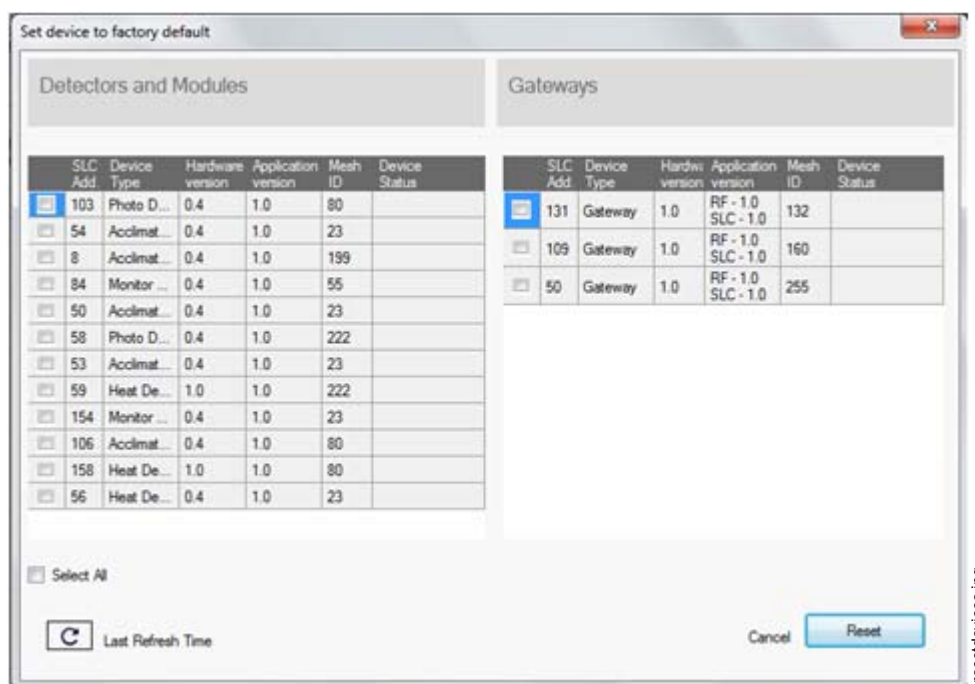 Set device to factory default
Detectors and Modules
Gateways
SLC Add. Device Type Hardware version Application version Mesh ID Device Status
103 Photo D... 0.4 1.0 80
54 Acclimat... 0.4 1.0 23
8 Acclimat... 0.4 1.0 199
84 Monitor ... 0.4 1.0 55
50 Acclimat... 0.4 1.0 23
58 Photo D... 0.4 1.0 222
53 Acclimat... 0.4 1.0 23
59 Heat De... 1.0 1.0 222
154 Monitor ... 0.4 1.0 23
106 Acclimat... 0.4 1.0 80
158 Heat De... 1.0 1.0 80
56 Heat De... 0.4 1.0 23
SLC Add. Device Type Hardwa version Application version Mesh ID Device Status
131 Gateway 1.0 RF - 1.0 SLC - 1.0 132
109 Gateway 1.0 RF - 1.0 SLC - 1.0 160
50 Gateway 1.0 RF - 1.0 SLC - 1.0 255
Select All
Last Refresh Time
Cancel
Reset